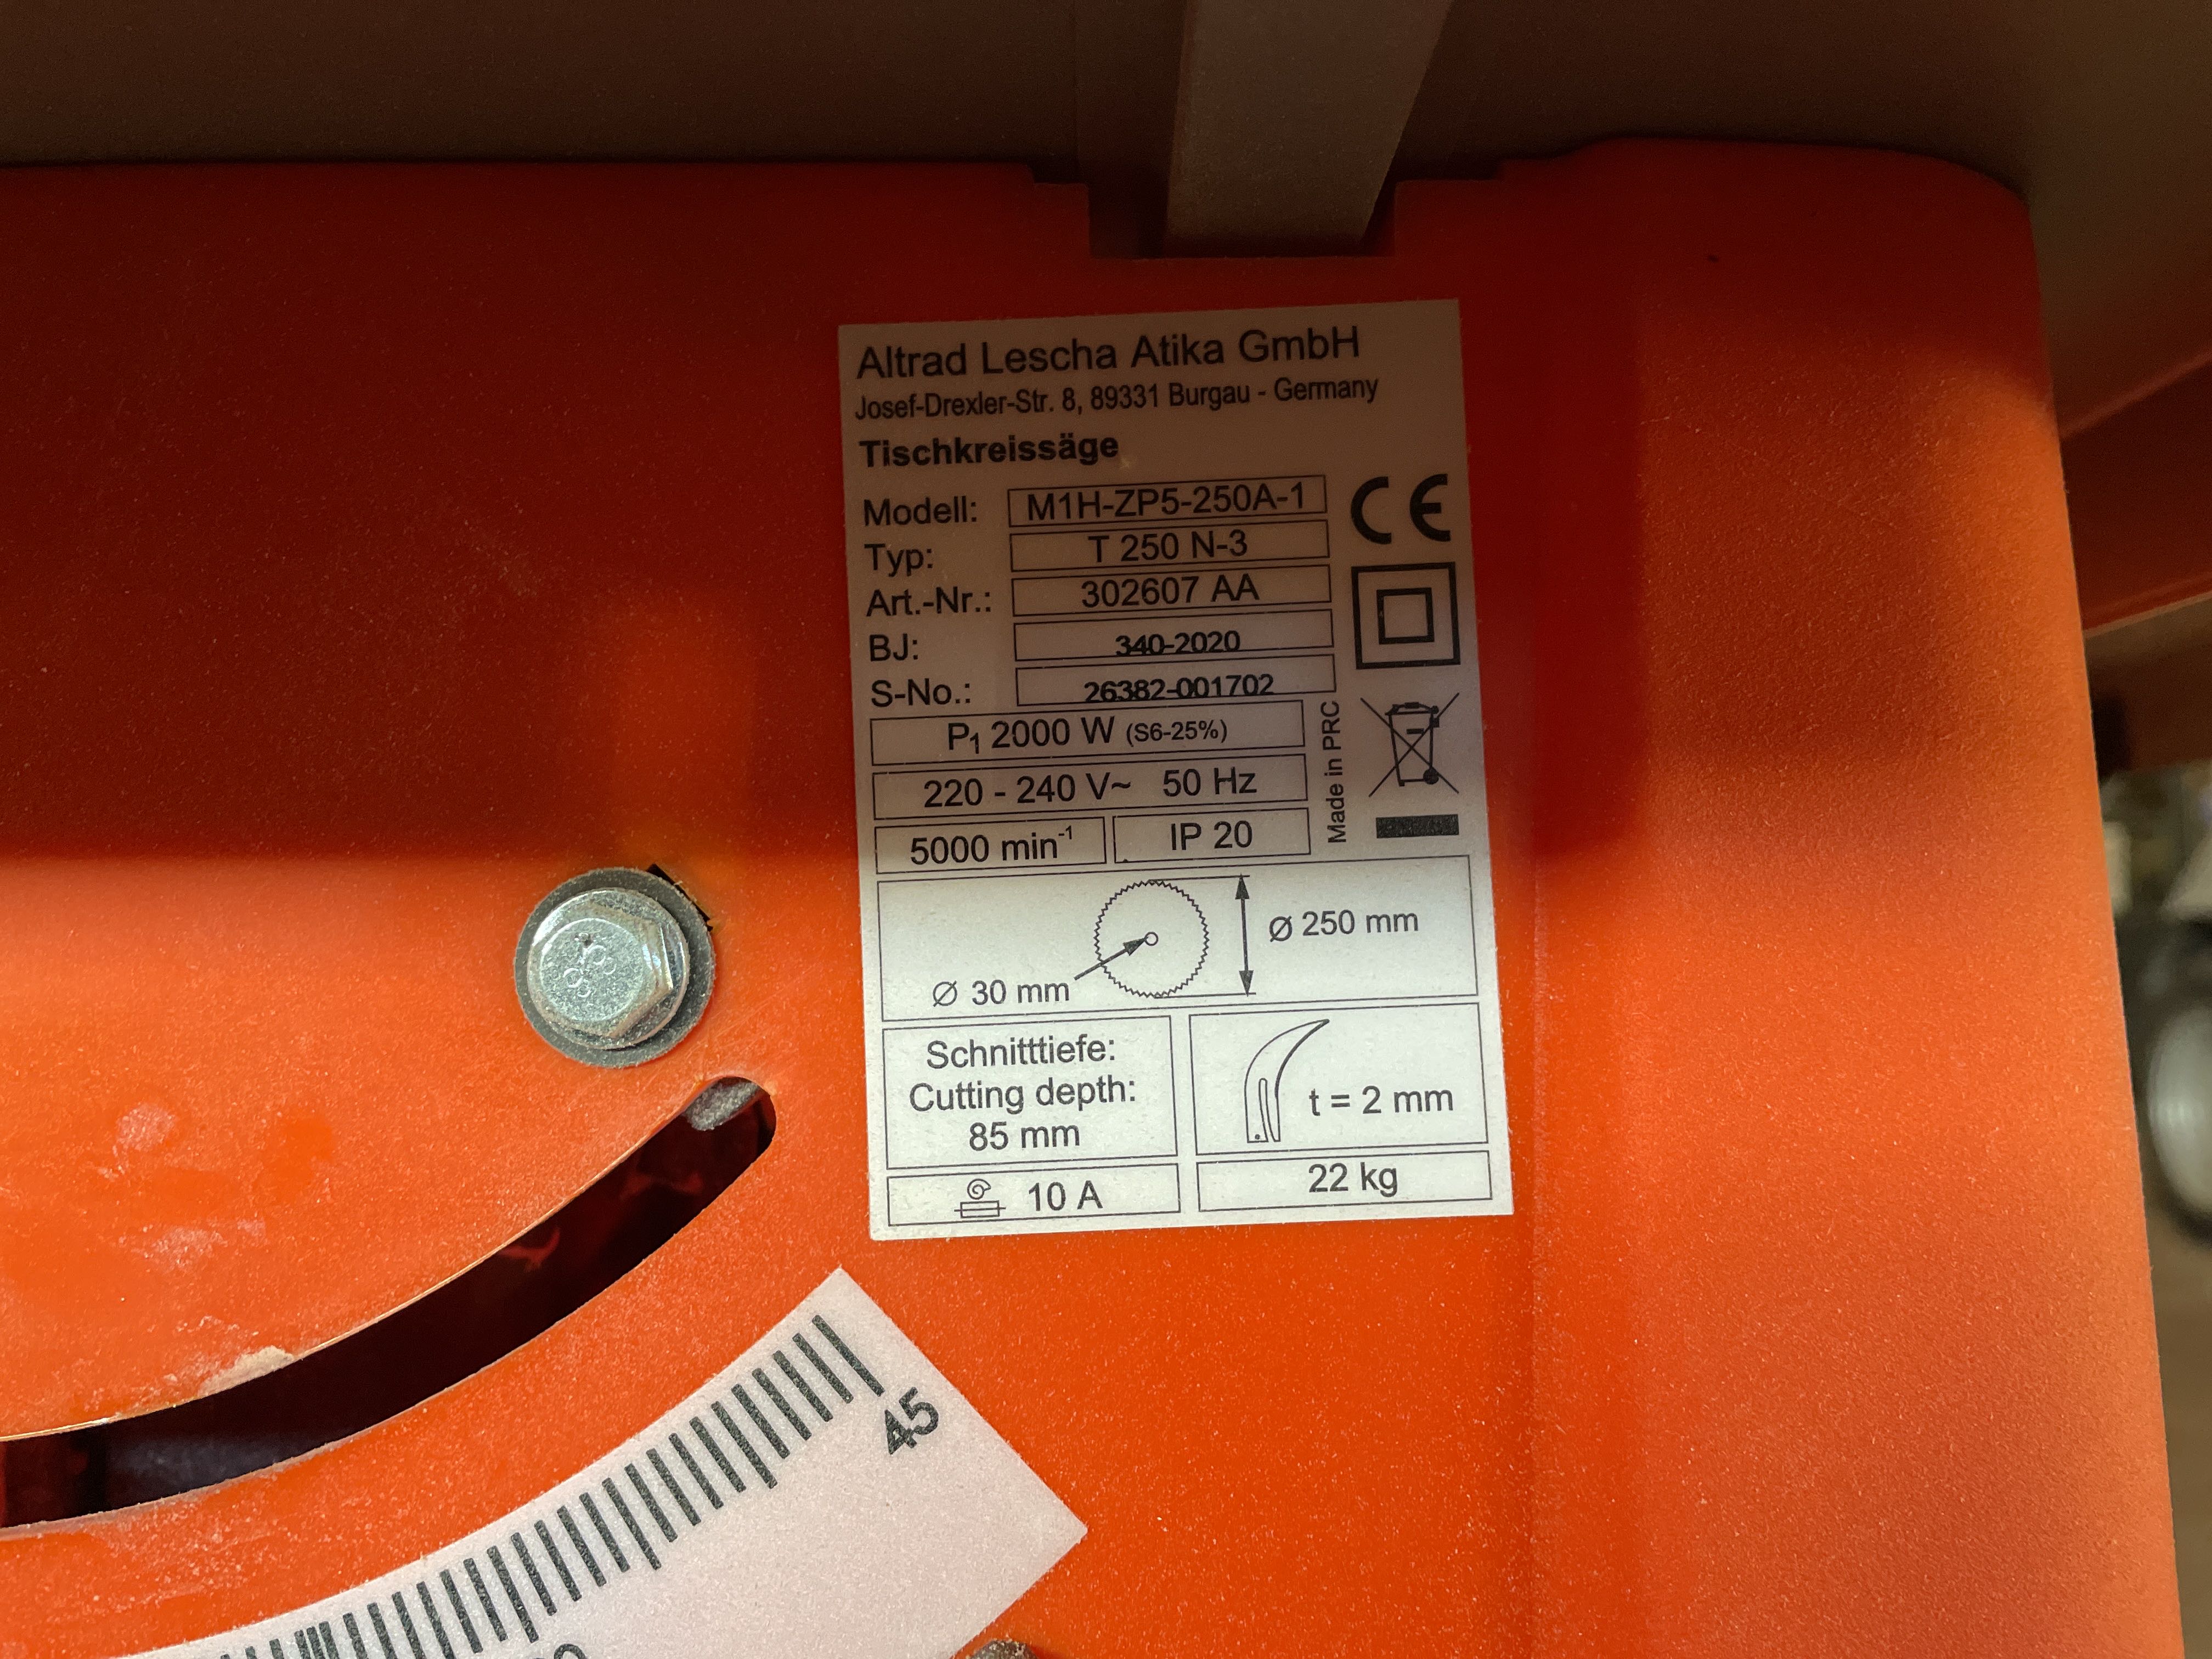 Altrad Lescha Atika GmbH
Josef-Drexler-Str. 8, 89331 Burgau - Germany
Tischkreissäge
Modell: M1H-ZP5-250A-1
Typ: T 250 N-3
Art.-Nr.: 302607 AA
BJ: 340-2020
S-No.: 26382-001702
CE
P1 2000 W (S6-25%)
220 - 240 V~ 50 Hz
5000 min-1 IP 20
Made in PRC
Ø 250 mm
Ø 30 mm
Schnitttiefe:
Cutting depth:
85 mm
t = 2 mm
10 A
22 kg
45